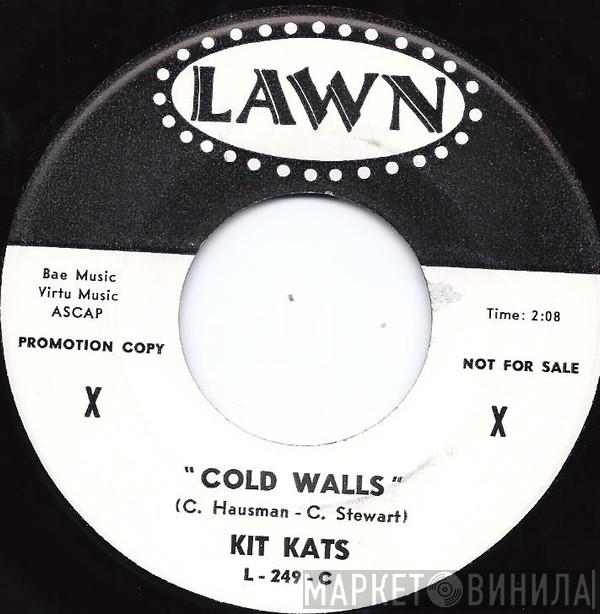 LAWN
Bae Music
Virtu Music
ASCAP
Time: 2:08
PROMOTION COPY
NOT FOR SALE
X
X
"COLD WALLS"
(C. Hausman - C. Stewart)
KIT KATS
L - 249 - C
МАРКЕТ ВИНИЛА